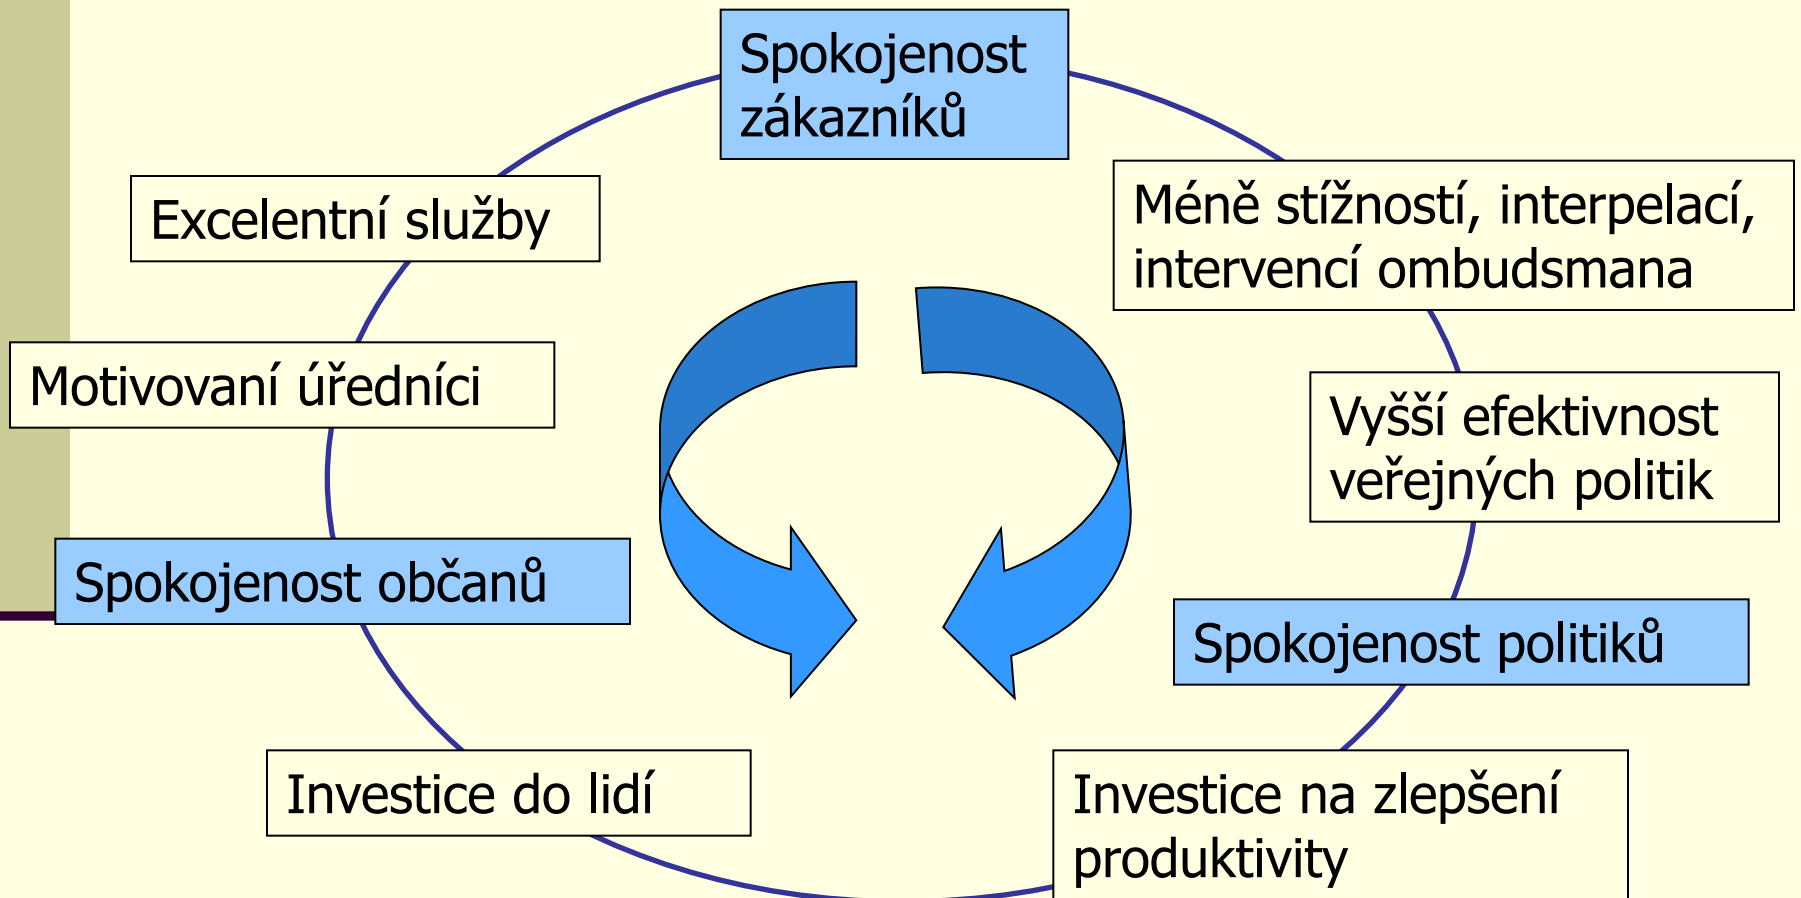 Spokojenost
zákazníků
Excelentní služby
Méně stížností, interpelací,
intervencí ombudsmana
Motivovaní úředníci
Vyšší efektivnost
veřejných politik
Spokojenost občanů
Spokojenost politiků
Investice do lidí
Investice na zlepšení
produktivity